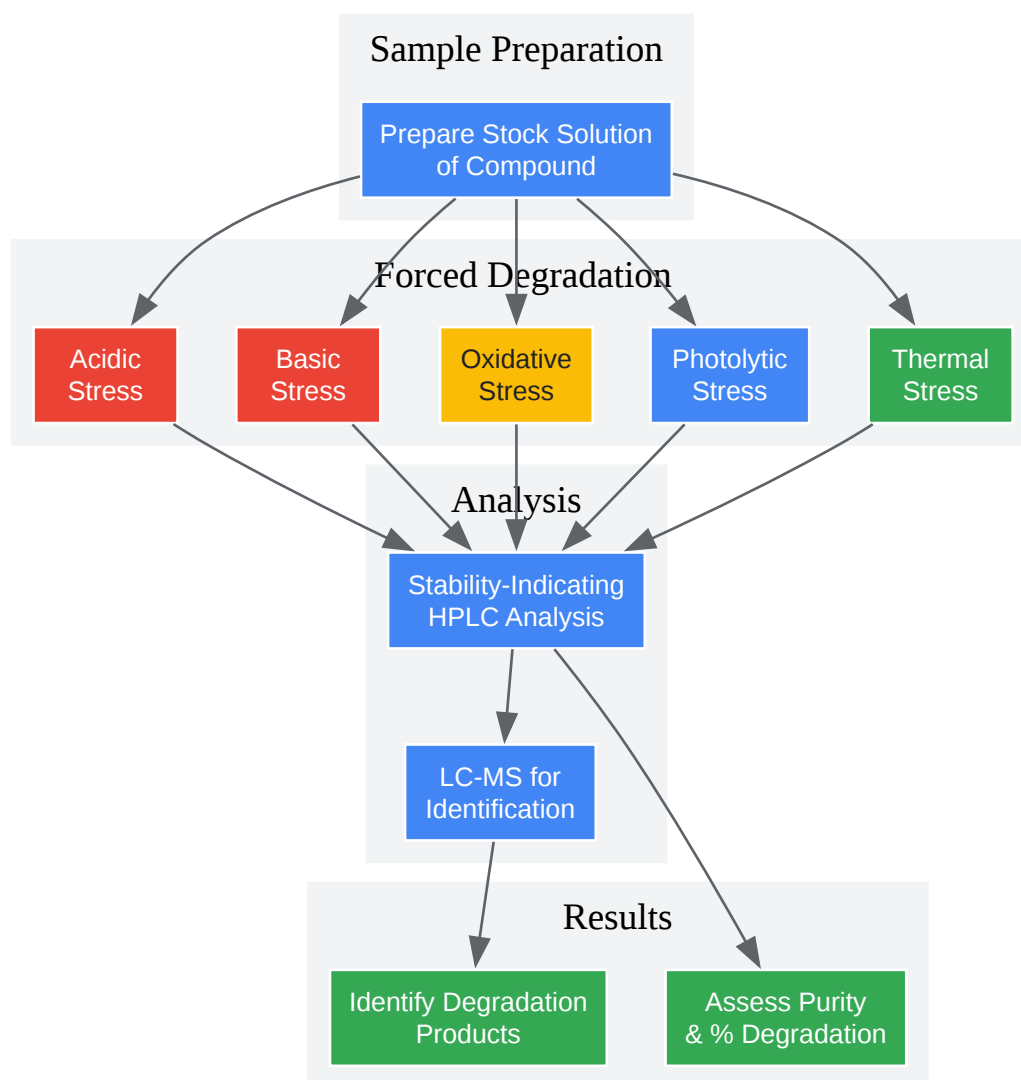 Sample Preparation
Prepare Stock Solution
of Compound
Forced Degradation
Acidic
Stress
Basic
Stress
Oxidative
Stress
Photolytic
Stress
Thermal
Stress
Analysis
Stability-Indicating
HPLC Analysis
LC-MS for
Identification
Results
Identify Degradation
Products
Assess Purity
& % Degradation